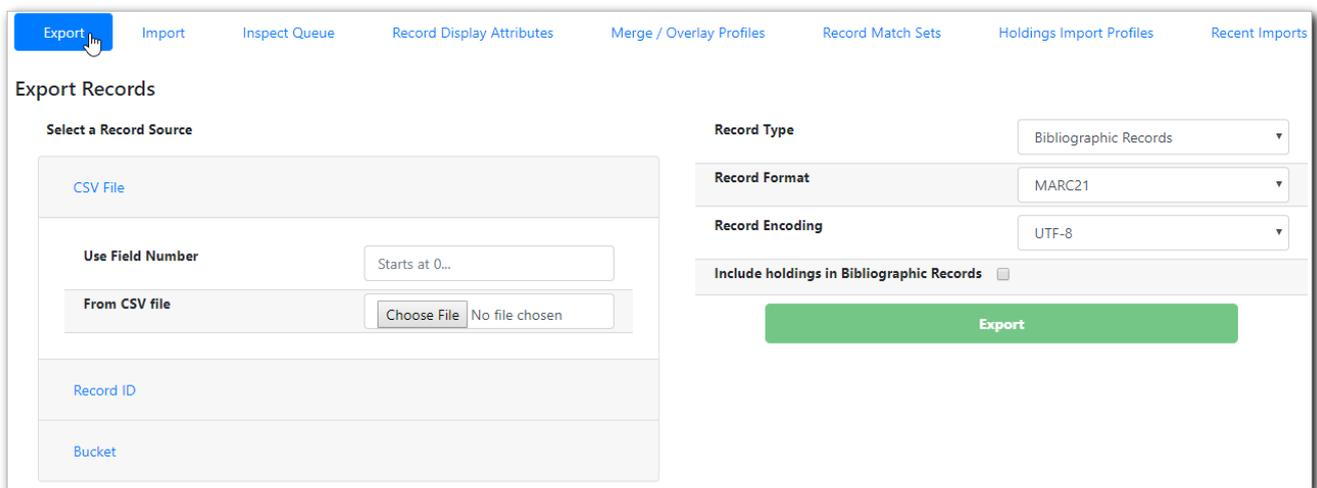 Export Import Inspect Queue Record Display Attributes Merge / Overlay Profiles Record Match Sets Holdings Import Profiles Recent Imports
Export Records
Select a Record Source
CSV File
Use Field Number Starts at 0...
From CSV file Choose File No file chosen
Record ID
Bucket
Record Type Bibliographic Records
Record Format MARC21
Record Encoding UTF-8
Include holdings in Bibliographic Records
Export